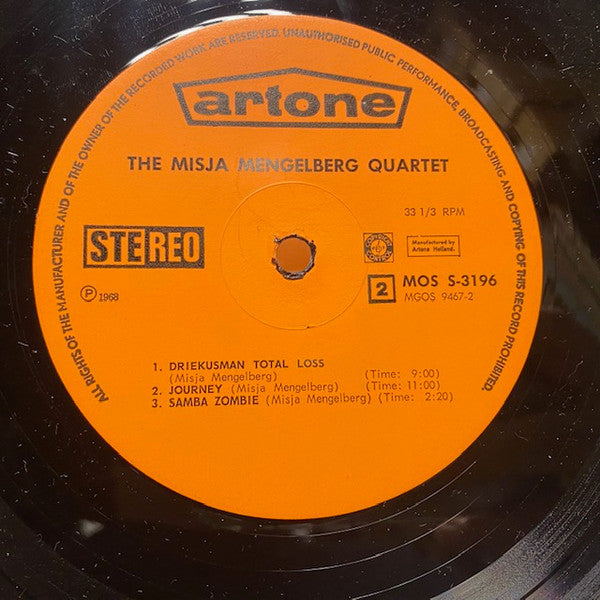 ALL RIGHTS OF THE MANUFACTURER AND OF THE OWNER OF THE RECORDED WORK ARE RESERVED. UNAUTHORISED PUBLIC PERFORMANCE, BROADCASTING AND COPYING OF THIS RECORD PROHIBITED.
artone
THE MISJA MENGELBERG QUARTET
33 1/3 RPM
STEREO
Manufactured by
Artone Holland.
2 MOS S-3196
MGOS 9467-2
Ⓟ 1968
1. DRIEKUSMAN TOTAL LOSS
(Misja Mengelberg) (Time: 9:00)
2. JOURNEY (Misja Mengelberg) (Time: 11:00)
3. SAMBA ZOMBIE (Misja Mengelberg) (Time: 2:20)